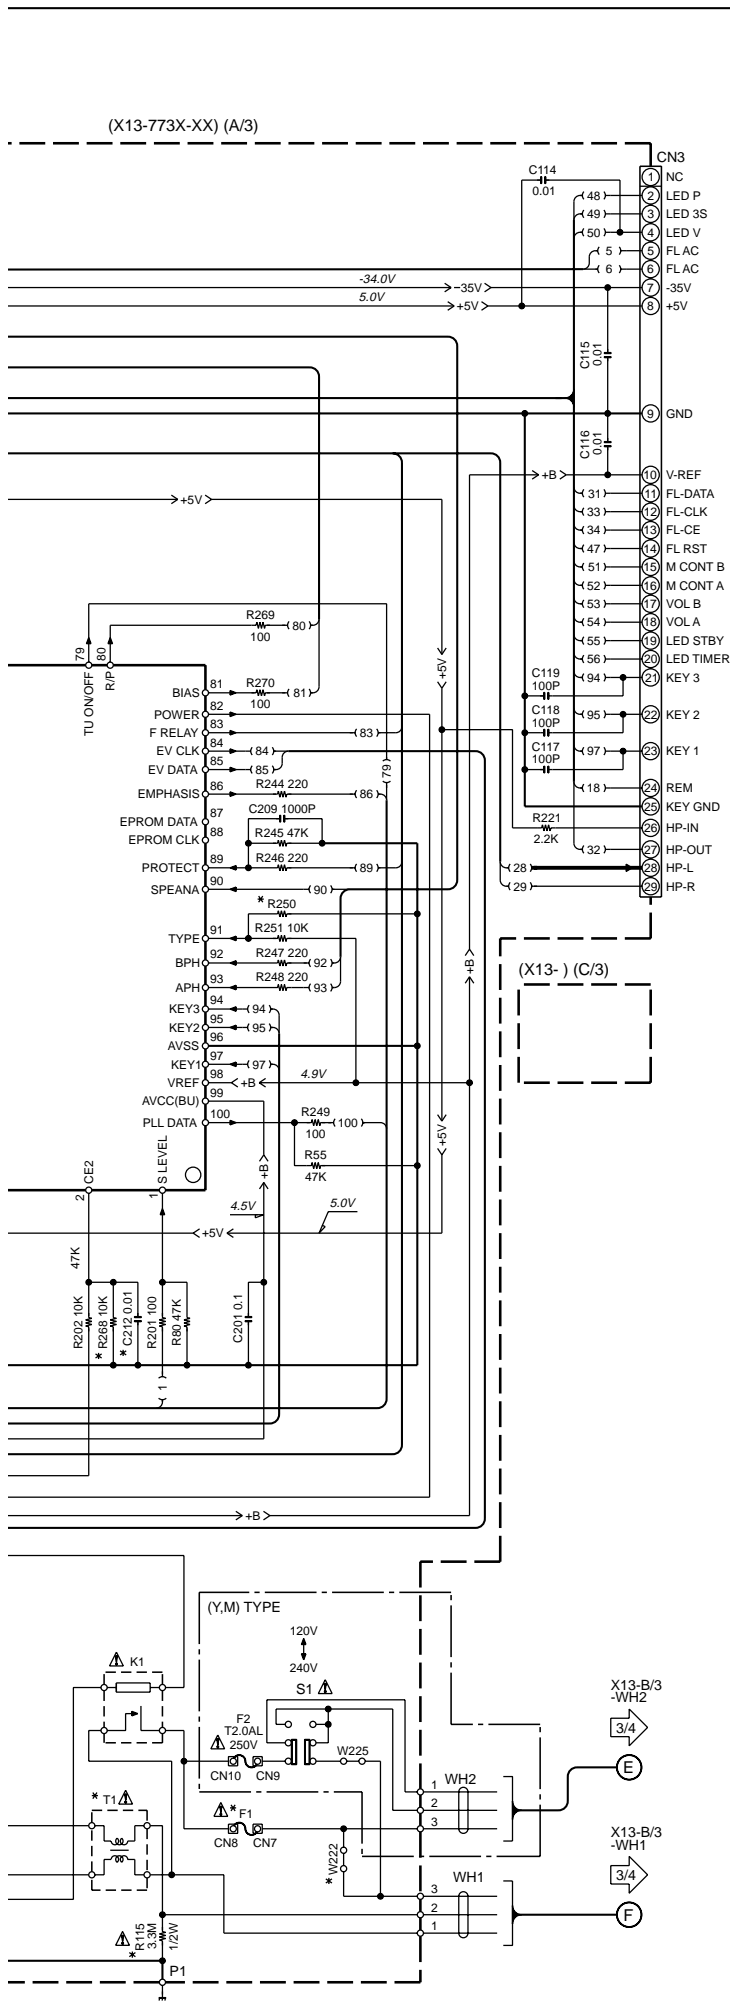 (X13-773X-XX) (A/3)
CN3
C114
0.01
1 NC
48 2 LED P
49 3 LED 3S
50 4 LED V
5 5 FL AC
6 6 FL AC
-34.0V
−35V 7 -35V
5.0V
+5V 8 +5V
C115
0.01
9 GND
C116
0.01
+B 10 V-REF
+5V
31 11 FL-DATA
33 12 FL-CLK
34 13 FL-CE
47 14 FL RST
51 15 M CONT B
52 16 M CONT A
53 17 VOL B
54 18 VOL A
55 19 LED STBY
56 20 LED TIMER
94 21 KEY 3
C119
100P
95 22 KEY 2
C118
100P
97 23 KEY 1
C117
100P
18 24 REM
25 KEY GND
R221
2.2K
26 HP-IN
32 27 HP-OUT
28 28 HP-L
29 29 HP-R
79
80
TU ON/OFF
R/P
R269
100
80
+5V
BIAS 81 R270
100
81
POWER 82
F RELAY 83 83
EV CLK 84 84
EV DATA 85 85
79
EMPHASIS 86 R244 220 86
EPROM DATA 87 C209 1000P
EPROM CLK 88 R245 47K
PROTECT 89 R246 220 89
SPEANA 90 90
* R250
TYPE 91 R251 10K
BPH 92 R247 220 92
APH 93 R248 220 93
KEY3 94 94
KEY2 95 95
AVSS 96
KEY1 97 97
VREF 98 +B 4.9V
AVCC(BU) 99
PLL DATA 100 R249
100
100
R55
47K
+B
+5V
+B
(X13- ) (C/3)
CE2
S LEVEL
2
1
4.5V
5.0V
+5V
47K
R202 10K
* R268 10K
* C212 0.01
R201 100
R80 47K
C201 0.1
1
+B
(Y,M) TYPE
120V
240V
K1
S1
F2
T2.0AL
250V
CN10 CN9
W225
* T1
* F1
CN8 CN7
* W222
WH2
1
2
3
WH1
3
2
1
X13-B/3
-WH2
3/4
E
X13-B/3
-WH1
3/4
F
* R115
3.3M
1/2W
P1